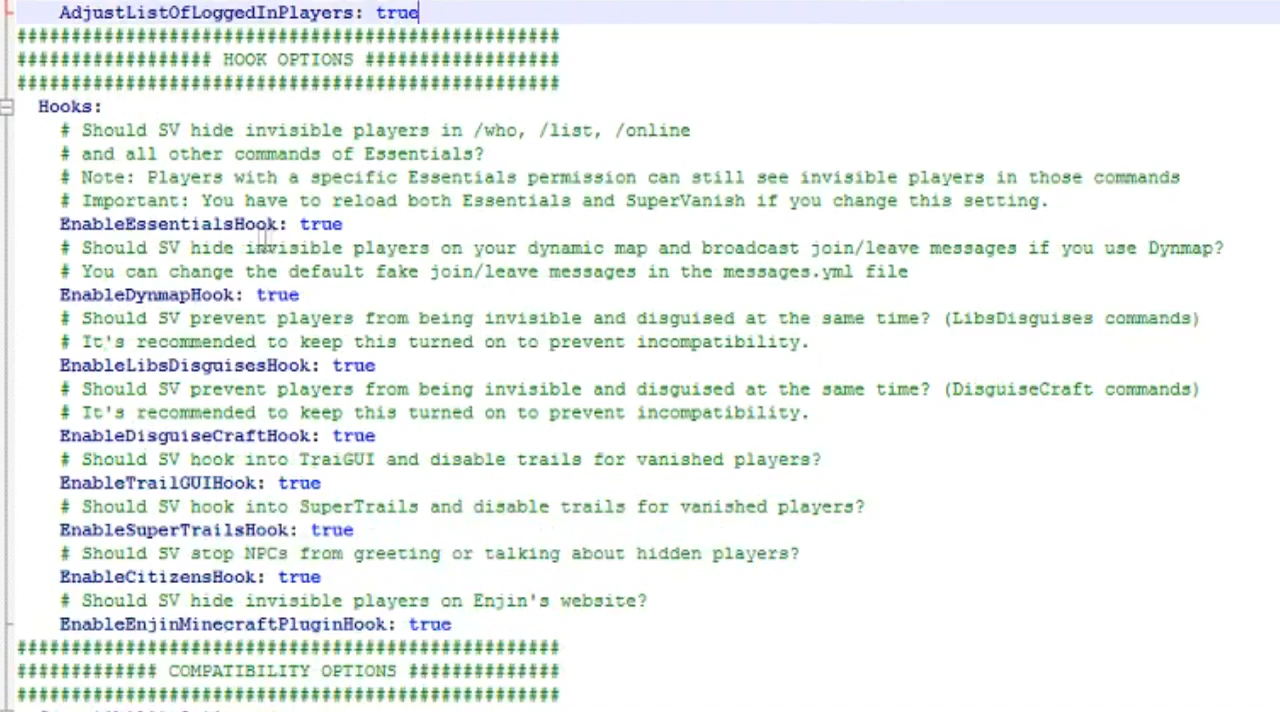 AdjustListOfLoggedInPlayers: true
##################################################
################## HOOK OPTIONS ##################
##################################################
Hooks:
# Should SV hide invisible players in /who, /list, /online
# and all other commands of Essentials?
# Note: Players with a specific Essentials permission can still see invisible players in those commands
# Important: You have to reload both Essentials and SuperVanish if you change this setting.
EnableEssentialsHook: true
# Should SV hide invisible players on your dynamic map and broadcast join/leave messages if you use Dynmap?
# You can change the default fake join/leave messages in the messages.yml file
EnableDynmapHook: true
# Should SV prevent players from being invisible and disguised at the same time? (LibsDisguises commands)
# It's recommended to keep this turned on to prevent incompatibility.
EnableLibsDisguisesHook: true
# Should SV prevent players from being invisible and disguised at the same time? (DisguiseCraft commands)
# It's recommended to keep this turned on to prevent incompatibility.
EnableDisguiseCraftHook: true
# Should SV hook into TraiGUI and disable trails for vanished players?
EnableTrailGUIHook: true
# Should SV hook into SuperTrails and disable trails for vanished players?
EnableSuperTrailsHook: true
# Should SV stop NPCs from greeting or talking about hidden players?
EnableCitizensHook: true
# Should SV hide invisible players on Enjin's website?
EnableEnjinMinecraftPluginHook: true
##################################################
############# COMPATIBILITY OPTIONS ##############
##################################################